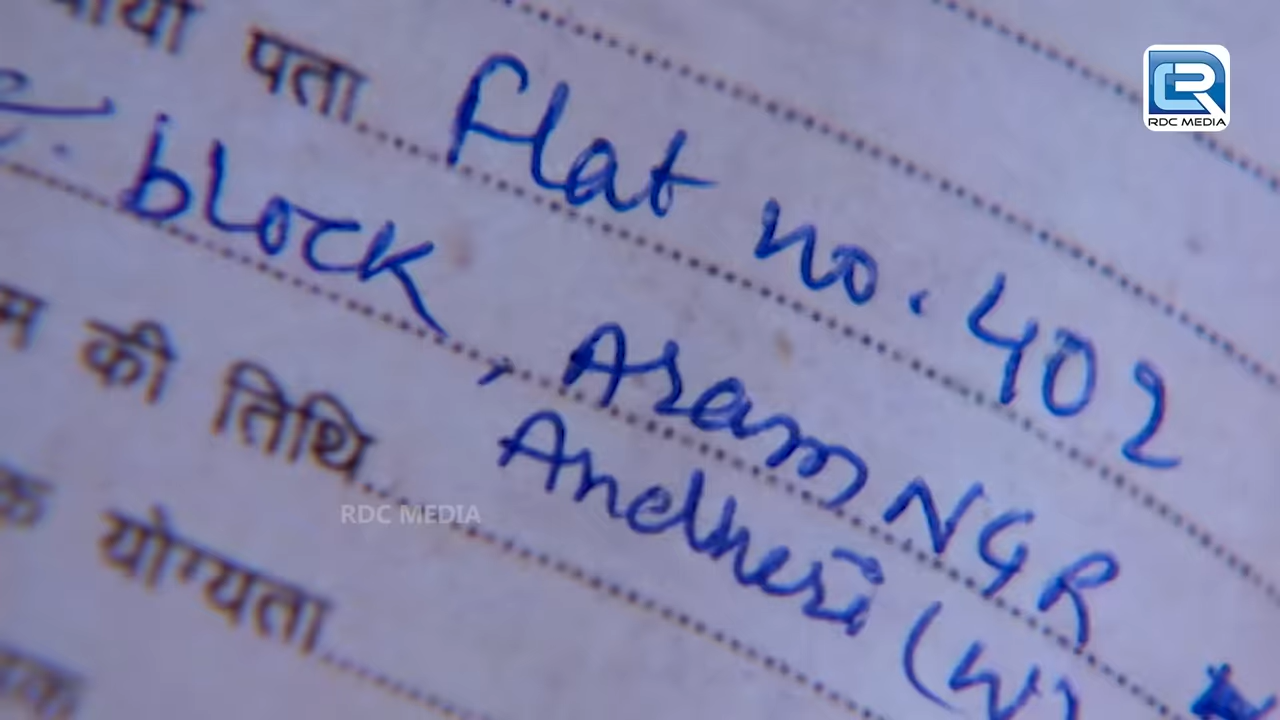 RDC MEDIA
पता Flat no. 402
block, Aram NGR
की तिथि Andheri (W)
RDC MEDIA
योग्यता